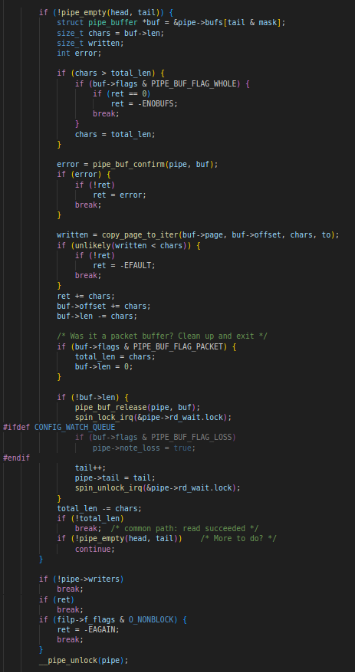 if (!pipe_empty(head, tail)) {
struct pipe_buffer *buf = &pipe->bufs[tail & mask];
size_t chars = buf->len;
size_t written;
int error;
if (chars > total_len) {
if (buf->flags & PIPE_BUF_FLAG_WHOLE) {
if (ret == 0)
ret = -ENOBUFS;
break;
}
chars = total_len;
}
error = pipe_buf_confirm(pipe, buf);
if (error) {
if (!ret)
ret = error;
break;
}
written = copy_page_to_iter(buf->page, buf->offset, chars, to);
if (unlikely(written < chars)) {
if (!ret)
ret = -EFAULT;
break;
}
ret += chars;
buf->offset += chars;
buf->len -= chars;
/* Was it a packet buffer? Clean up and exit */
if (buf->flags & PIPE_BUF_FLAG_PACKET) {
total_len = chars;
buf->len = 0;
}
if (!buf->len) {
pipe_buf_release(pipe, buf);
spin_lock_irq(&pipe->rd_wait.lock);
#ifdef CONFIG_WATCH_QUEUE
if (buf->flags & PIPE_BUF_FLAG_LOSS)
pipe->note_loss = true;
#endif
tail++;
pipe->tail = tail;
spin_unlock_irq(&pipe->rd_wait.lock);
}
total_len -= chars;
if (!total_len)
break; /* common path: read succeeded */
if (!pipe_empty(head, tail)) /* More to do? */
continue;
}
if (!pipe->writers)
break;
if (ret)
break;
if (filp->f_flags & O_NONBLOCK) {
ret = -EAGAIN;
break;
}
__pipe_unlock(pipe);